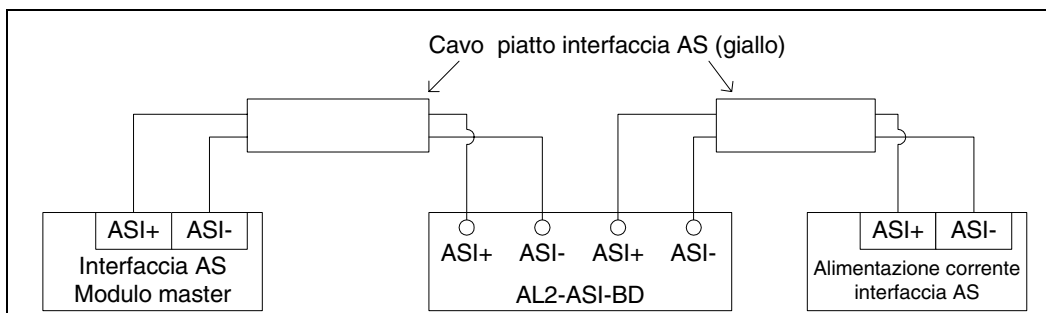 Cavo piatto interfaccia AS (giallo)
ASI+ ASI-
Interfaccia AS
Modulo master
ASI+ ASI- ASI+ ASI-
AL2-ASI-BD
ASI+ ASI-
Alimentazione corrente
interfaccia AS